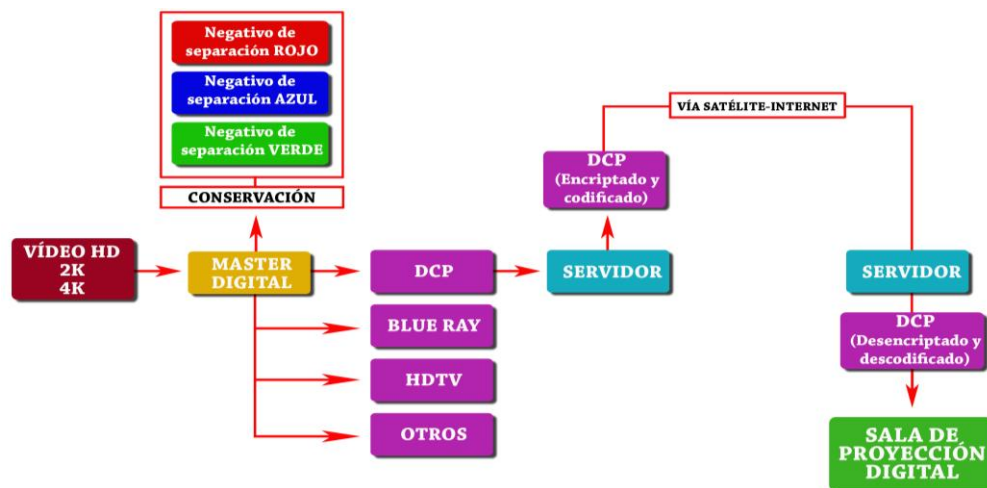 Negativo de
separación ROJO
Negativo de
separación AZUL
Negativo de
separación VERDE
CONSERVACIÓN
VÍDEO HD
2K
4K
MASTER
DIGITAL
DCP
BLUE RAY
HDTV
OTROS
SERVIDOR
DCP
(Encriptado y
codificado)
VÍA SATÉLITE-INTERNET
SERVIDOR
DCP
(Desencriptado y
descodificado)
SALA DE
PROYECCIÓN
DIGITAL